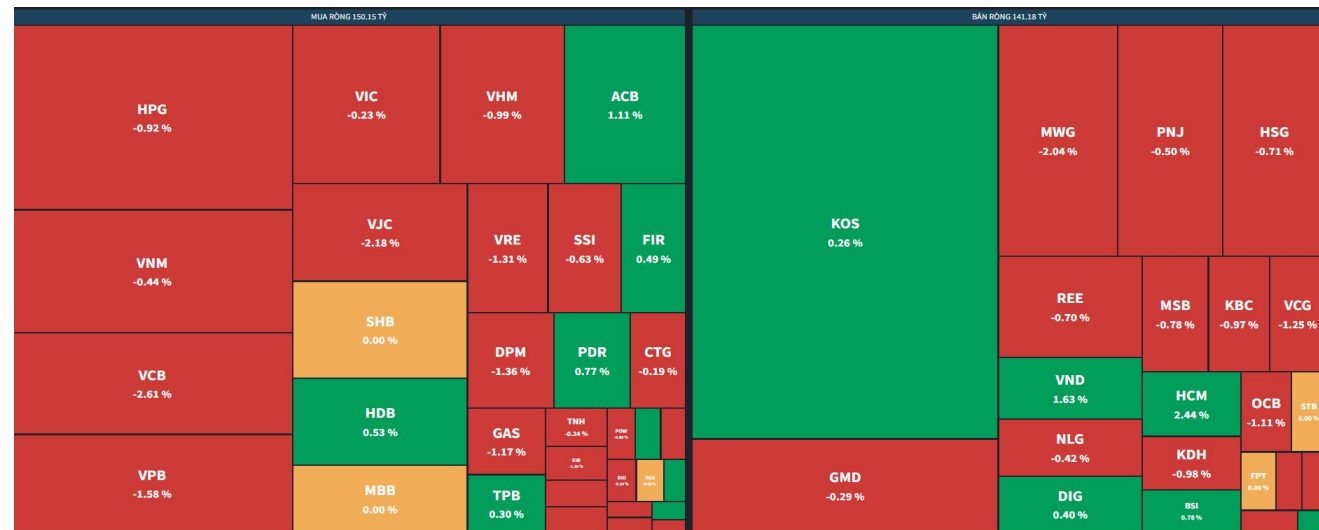 MUA RÒNG 150.15 TỶ
HPG
-0.92 %
VNM
-0.44 %
VCB
-2.61 %
VPB
-1.58 %
VIC
-0.23 %
VHM
-0.99 %
ACB
1.11 %
VJC
-2.18 %
SHB
0.00 %
HDB
0.53 %
MBB
0.00 %
VRE
-1.31 %
SSI
-0.63 %
FIR
0.49 %
DPM
-1.36 %
PDR
0.77 %
CTG
-0.19 %
GAS
-1.17 %
TPB
0.30 %
TNH
-0.24 %
EIB
POW
BID
BÁN RÒNG 141.18 TỶ
KOS
0.26 %
GMD
-0.29 %
MWG
-2.04 %
PNJ
-0.50 %
HSG
-0.71 %
REE
-0.70 %
MSB
-0.78 %
KBC
-0.97 %
VCG
-1.25 %
VND
1.63 %
HCM
2.44 %
OCB
-1.11 %
STB
0.00 %
NLG
-0.42 %
KDH
-0.98 %
FPT
0.00 %
DIG
0.40 %
BSI
0.78 %